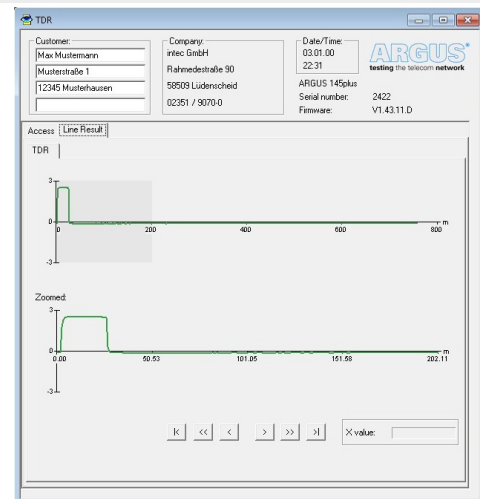 TDR
Customer:
Max Mustermann
Musterstraße 1
12345 Musterhausen
Company:
intec GmbH
Rahmedestraße 90
58509 Lüdenscheid
02351 / 9070-0
Date/Time:
03.01.00
22:31
ARGUS 145plus
Serial number: 2422
Firmware: V1.43.11.D
ARGUS®
testing the telecom network
Access Line Result
TDR
3
0
-3
0 200 400 600 800 m
Zoomed:
3
0
-3
0.00 50.53 101.05 151.58 202.11 m
|< << < > >> >| X value: